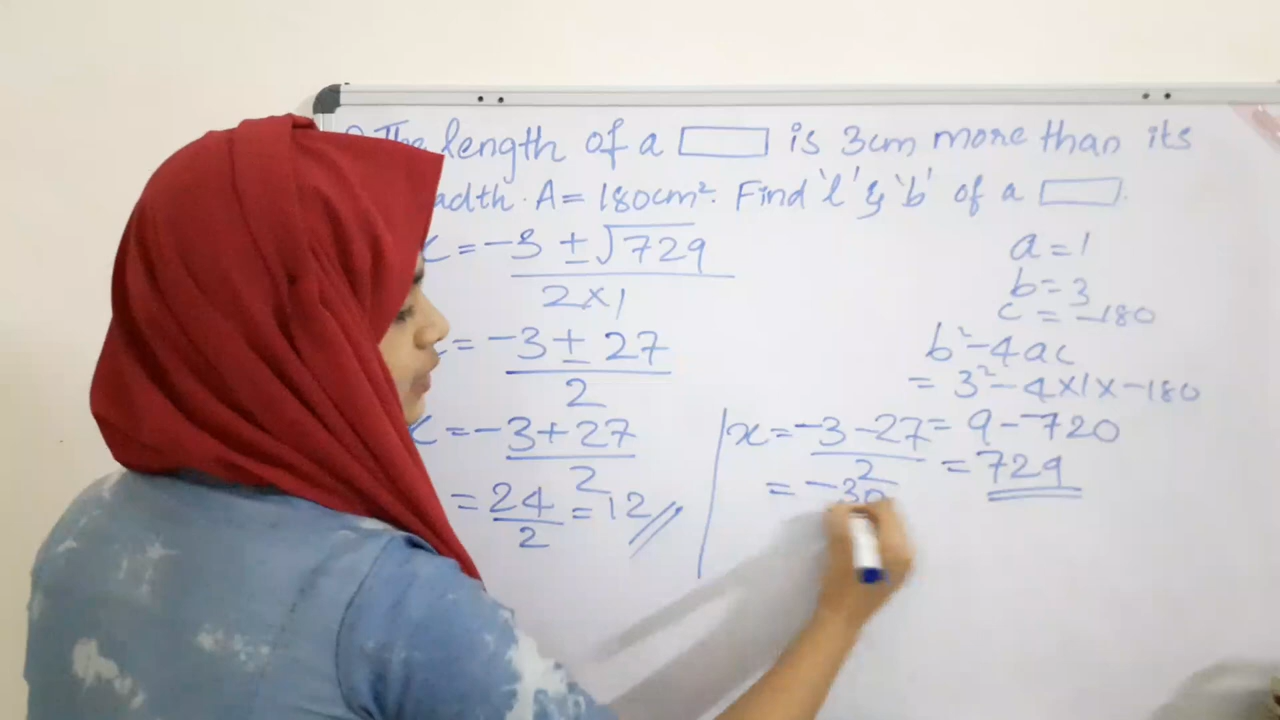 The length of a ▭ is 3cm more than its
adth. A = 180cm². Find 'l' & 'b' of a ▭.
x = -3 ± √729 / 2×1
a = 1
b = 3
c = -180
= -3 ± 27 / 2
b² - 4ac
= 3² - 4×1×-180
x = -3+27 / 2
x = -3-27 / 2
= 9 - -720
= 24/2 = 12
= -30
= 729